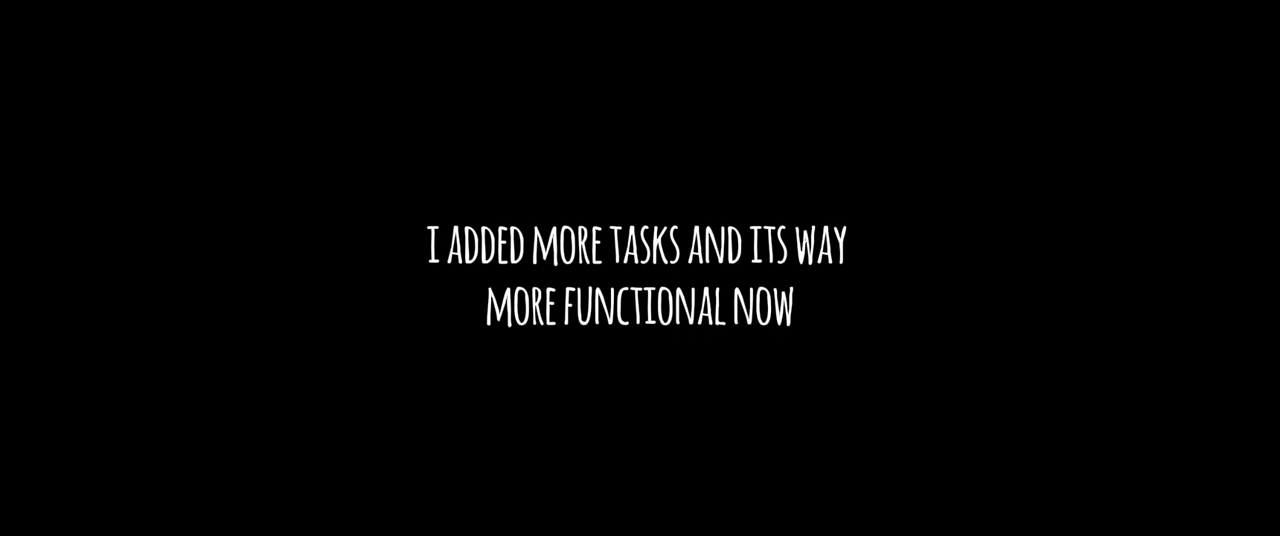 I ADDED MORE TASKS AND ITS WAY
MORE FUNCTIONAL NOW